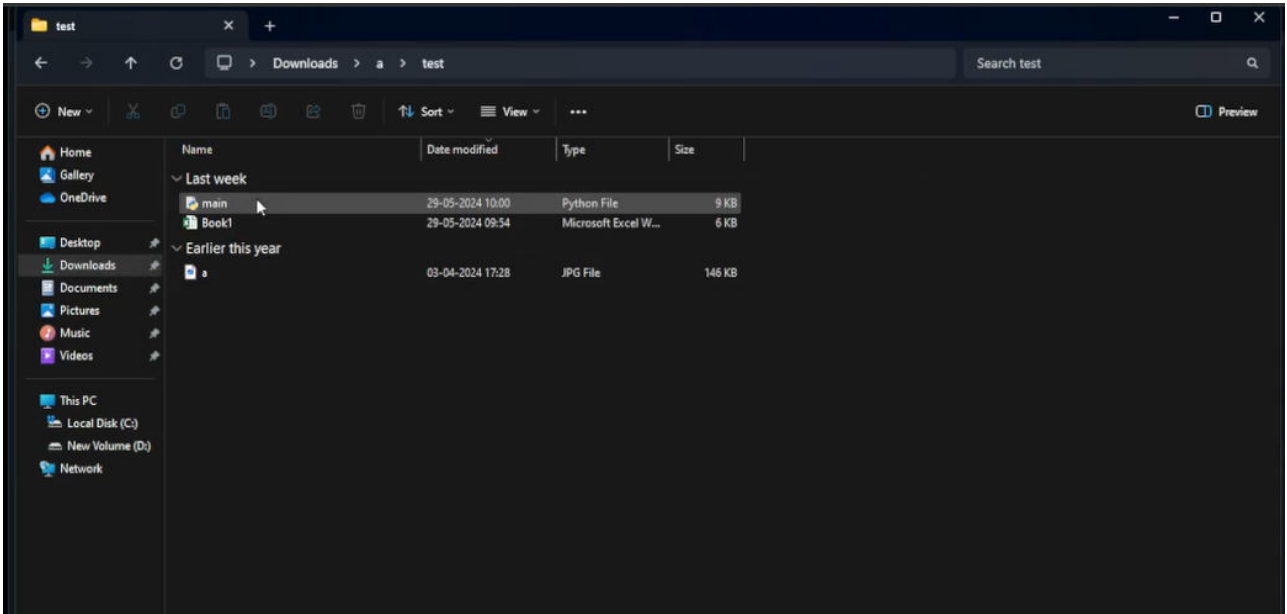 test
Downloads > a > test
Search test
New
Sort
View
Preview
Home
Gallery
OneDrive
Desktop
Downloads
Documents
Pictures
Music
Videos
This PC
Local Disk (C:)
New Volume (D:)
Network
Name Date modified Type Size
Last week
main 29-05-2024 10:00 Python File 9 KB
Book1 29-05-2024 09:54 Microsoft Excel W... 6 KB
Earlier this year
a 03-04-2024 17:28 JPG File 146 KB